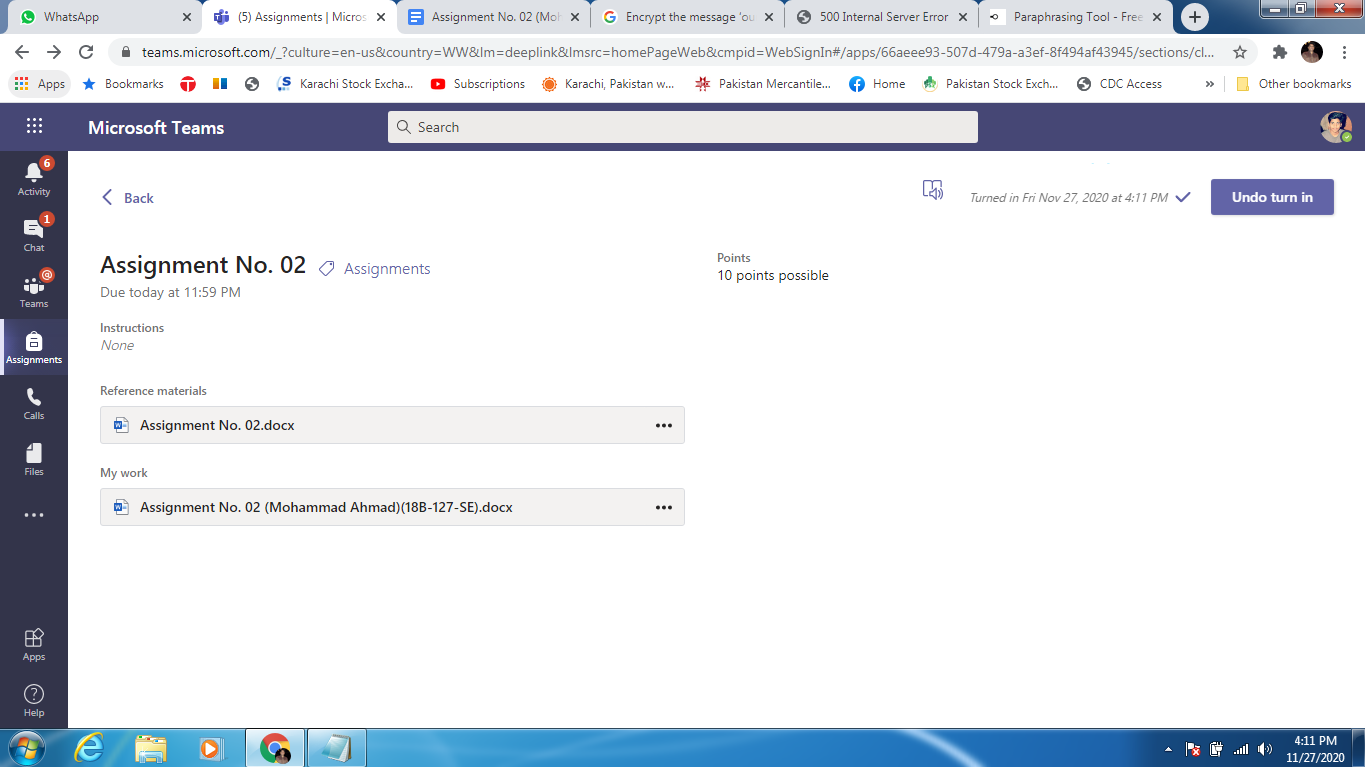 WhatsApp
(5) Assignments | Micros
Assignment No. 02 (Moh
Encrypt the message 'ou
500 Internal Server Error
Paraphrasing Tool - Free
teams.microsoft.com/_?culture=en-us&country=WW&lm=deeplink&lmsrc=homePageWeb&cmpid=WebSignIn#/apps/66aeee93-507d-479a-a3ef-8f494af43945/sections/cl...
Apps
Bookmarks
Karachi Stock Excha...
Subscriptions
Karachi, Pakistan w...
Pakistan Mercantile...
Home
Pakistan Stock Exch...
CDC Access
»
Other bookmarks
Microsoft Teams
Search
6
Activity
1
Chat
@
Teams
Assignments
Calls
Files
Apps
Help
Back
Turned in Fri Nov 27, 2020 at 4:11 PM
Undo turn in
Assignment No. 02
Assignments
Due today at 11:59 PM
Points
10 points possible
Instructions
None
Reference materials
Assignment No. 02.docx
My work
Assignment No. 02 (Mohammad Ahmad)(18B-127-SE).docx
4:11 PM
11/27/2020